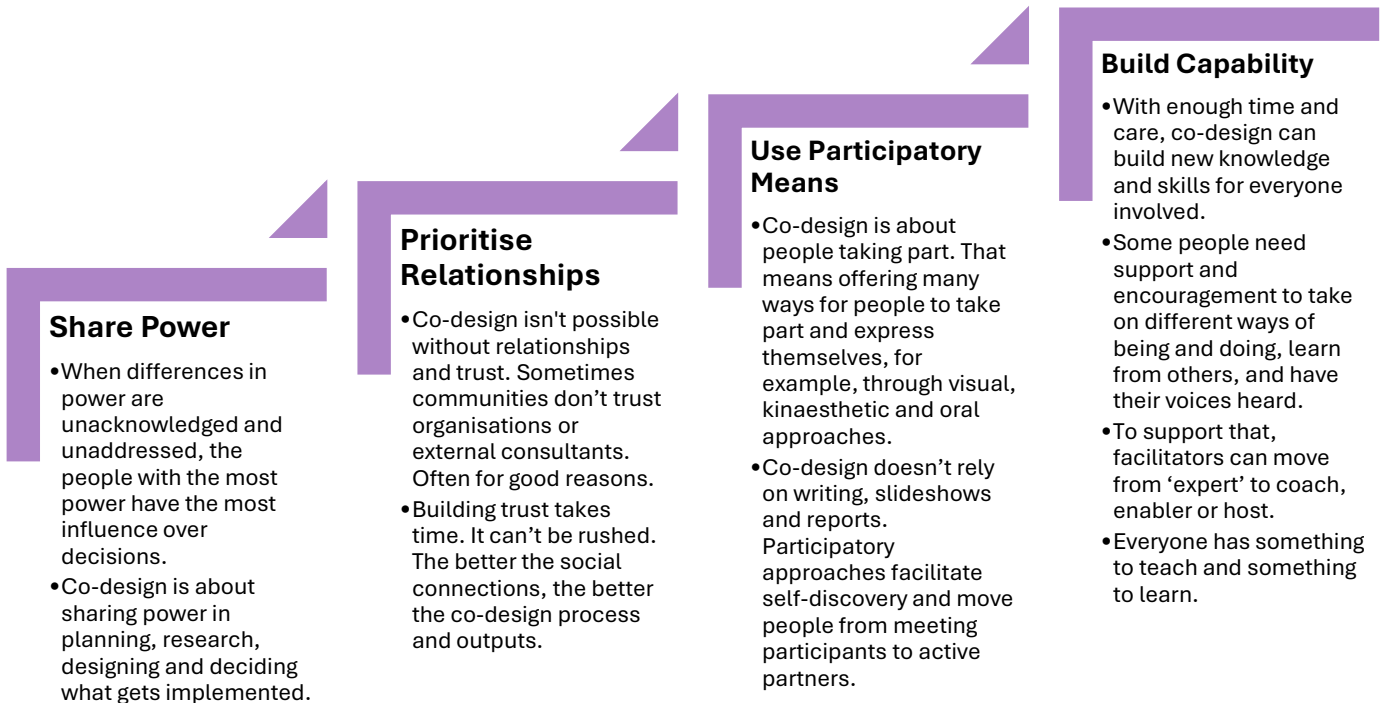 Share Power
•When differences in
power are
unacknowledged and
unaddressed, the
people with the most
power have the most
influence over
decisions.
•Co-design is about
sharing power in
planning, research,
designing and deciding
what gets implemented.
Prioritise
Relationships
•Co-design isn't possible
without relationships
and trust. Sometimes
communities don’t trust
organisations or
external consultants.
Often for good reasons.
•Building trust takes
time. It can’t be rushed.
The better the social
connections, the better
the co-design process
and outputs.
Use Participatory
Means
•Co-design is about
people taking part. That
means offering many
ways for people to take
part and express
themselves, for
example, through visual,
kinaesthetic and oral
approaches.
•Co-design doesn’t rely
on writing, slideshows
and reports.
Participatory
approaches facilitate
self-discovery and move
people from meeting
participants to active
partners.
Build Capability
•With enough time and
care, co-design can
build new knowledge
and skills for everyone
involved.
•Some people need
support and
encouragement to take
on different ways of
being and doing, learn
from others, and have
their voices heard.
•To support that,
facilitators can move
from ‘expert’ to coach,
enabler or host.
•Everyone has something
to teach and something
to learn.